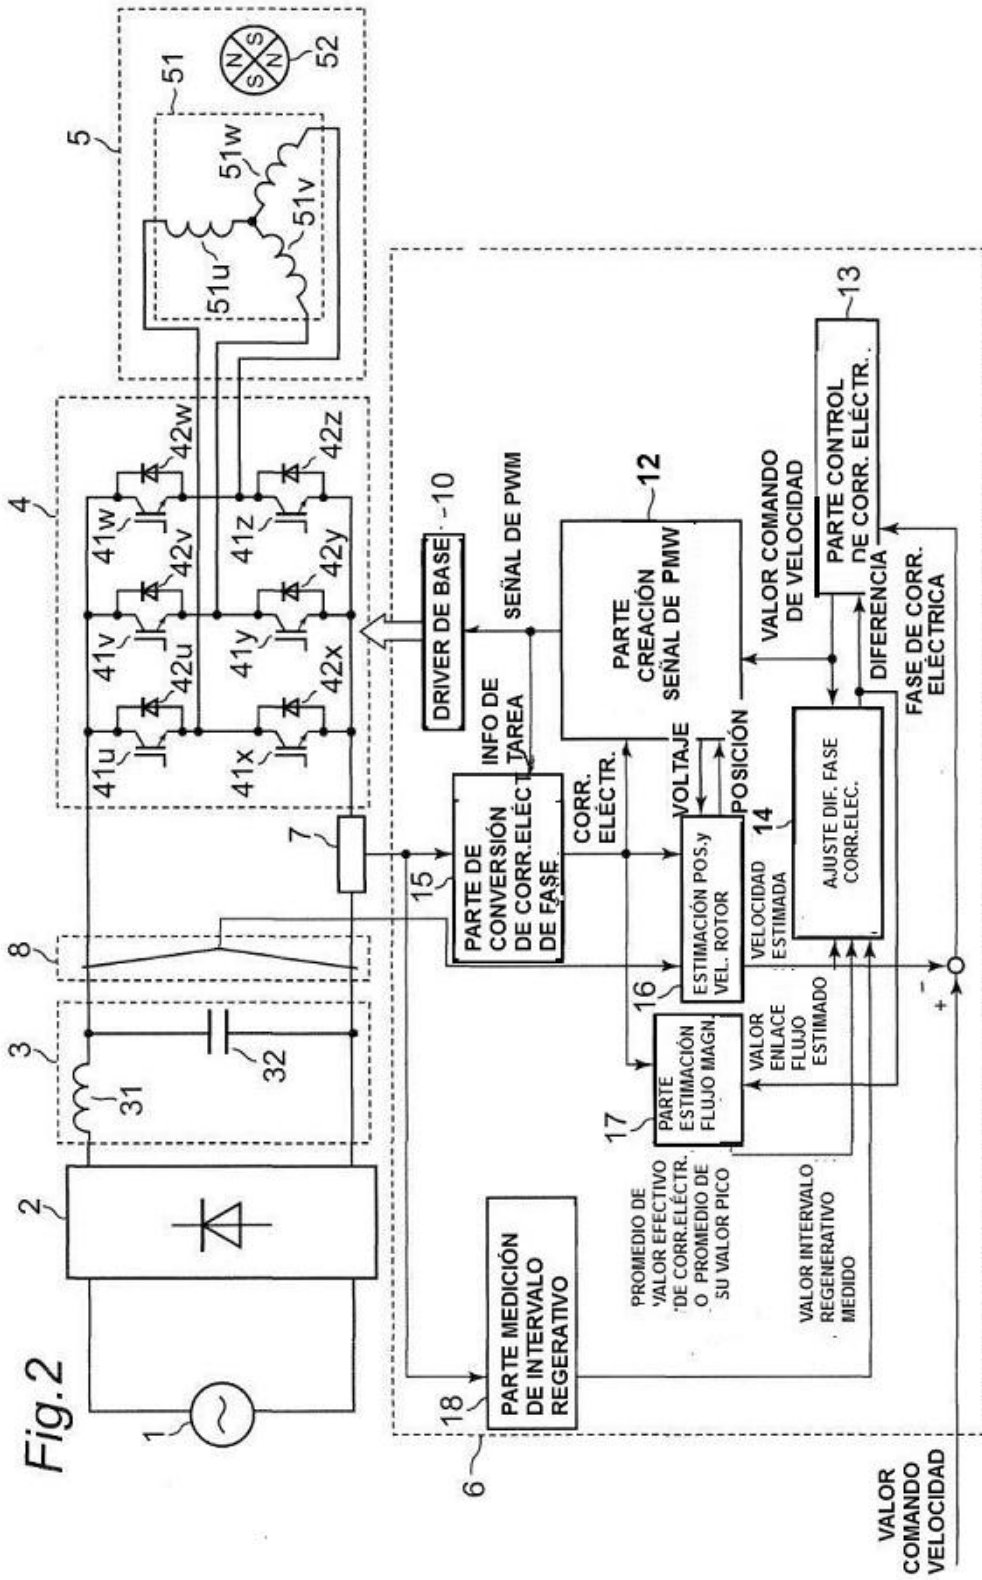 Fig.2
1
2
3
31
32
8
7
4
41u
42u
41v
42v
41w
42w
41x
42x
41y
42y
41z
42z
5
51
51u
51v
51w
52
N
S
N
S
6
DRIVER DE BASE
10
SEÑAL DE PWM
INFO DE
TAREA
15
PARTE DE
CONVERSIÓN
DE CORR.ELÉCT
DE FASE
CORR.
ELÉCTR.
12
PARTE
CREACIÓN
SEÑAL DE PMW
VOLTAJE
POSICIÓN
VALOR COMANDO
DE VELOCIDAD
13
PARTE CONTROL
DE CORR. ELÉCTR.
DIFERENCIA
FASE DE CORR.
ELÉCTRICA
14
AJUSTE DIF. FASE
CORR.ELEC.
16
ESTIMACIÓN POS.y
VEL. ROTOR
VELOCIDAD
ESTIMADA
17
PARTE
ESTIMACIÓN
FLUJO MAGN.
VALOR
ENLACE
FLUJO
ESTIMADO
18
PARTE MEDICIÓN
DE INTERVALO
REGERATIVO
PROMEDIO DE
VALOR EFECTIVO
DE CORR.ELÉCTR.
O PROMEDIO DE
SU VALOR PICO
VALOR INTERVALO
REGENERATIVO
MEDIDO
+
-
VALOR
COMANDO
VELOCIDAD